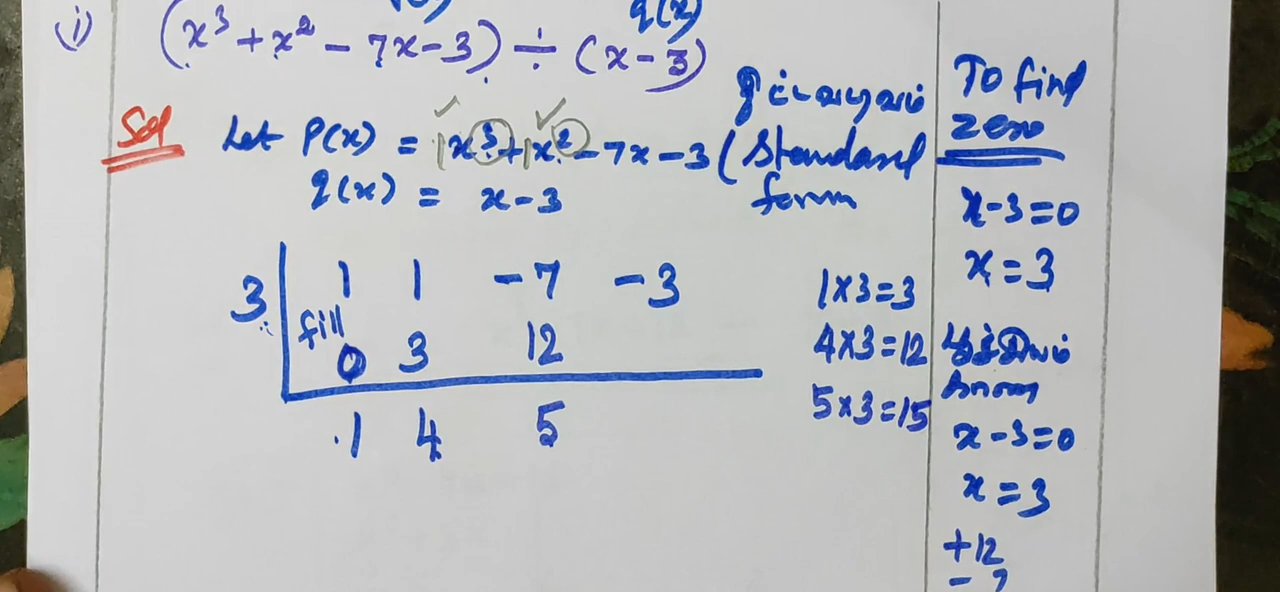 q(x)
(i) (x³ + x² - 7x - 3) ÷ (x - 3)
Sol Let P(x) = 1x³ + 1x² - 7x - 3 (Standard form
q(x) = x - 3
3 | 1 1 -7 -3
fill
0 3 12
1 4 5
1×3=3
4×3=12
5×3=15
To find
zero
x-3=0
x=3
x-3=0
x=3
+12
-7